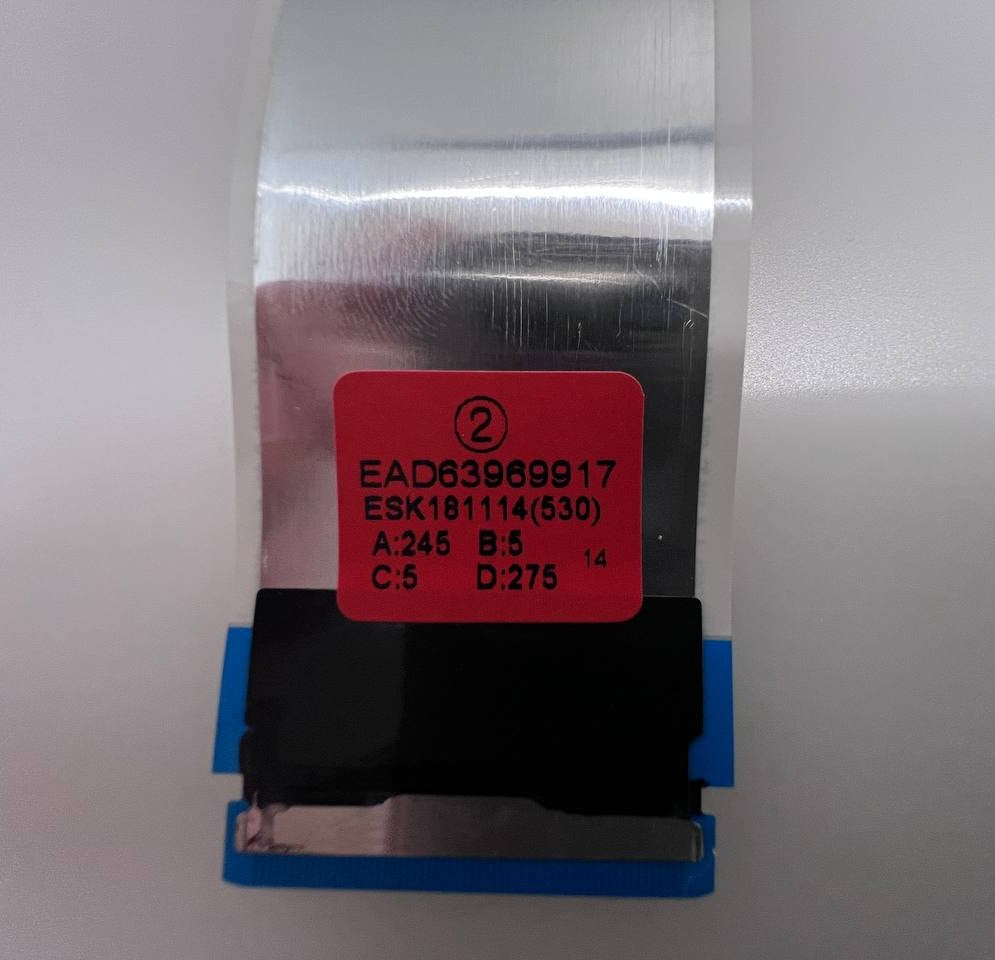 ②
EAD63969917
ESK181114(530)
A:245 B:5
C:5 D:275 14